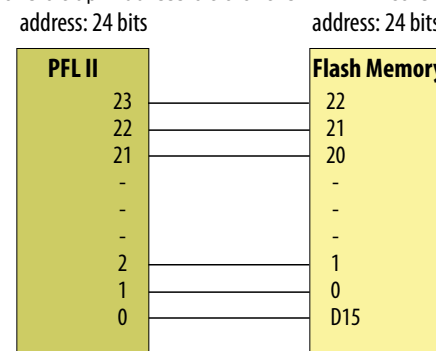 address: 24 bits address: 24 bits
PFL II Flash Memory
23 22
22 21
21 20
- -
- -
- -
2 1
1 0
0 D15